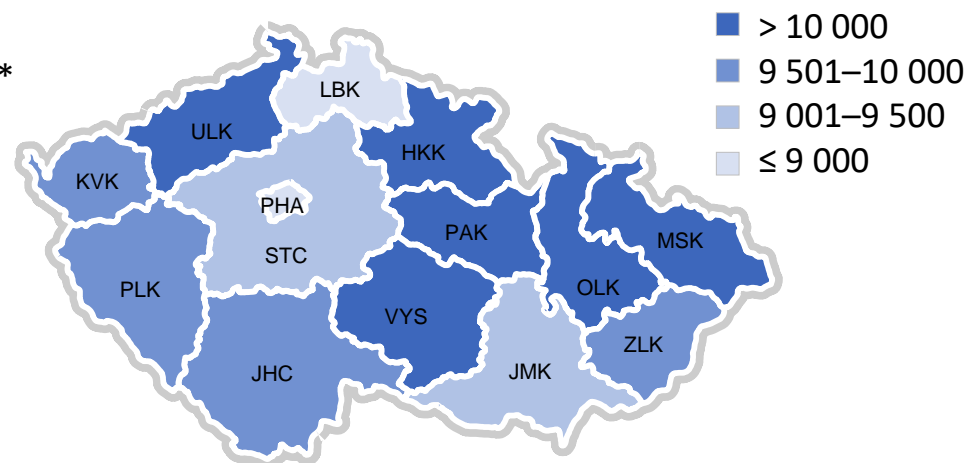 > 10 000
*
9 501–10 000
LBK
9 001–9 500
ULK
HKK
≤ 9 000
KVK
PHA
PAK
MSK
STC
PLK
OLK
VYS
ZLK
JHC
JMK